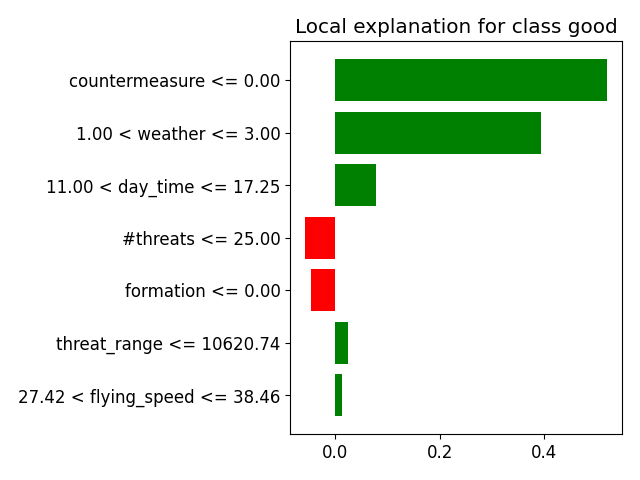 Local explanation for class good
countermeasure <= 0.00
1.00 < weather <= 3.00
11.00 < day_time <= 17.25
#threats <= 25.00
formation <= 0.00
threat_range <= 10620.74
27.42 < flying_speed <= 38.46
0.0 0.2 0.4